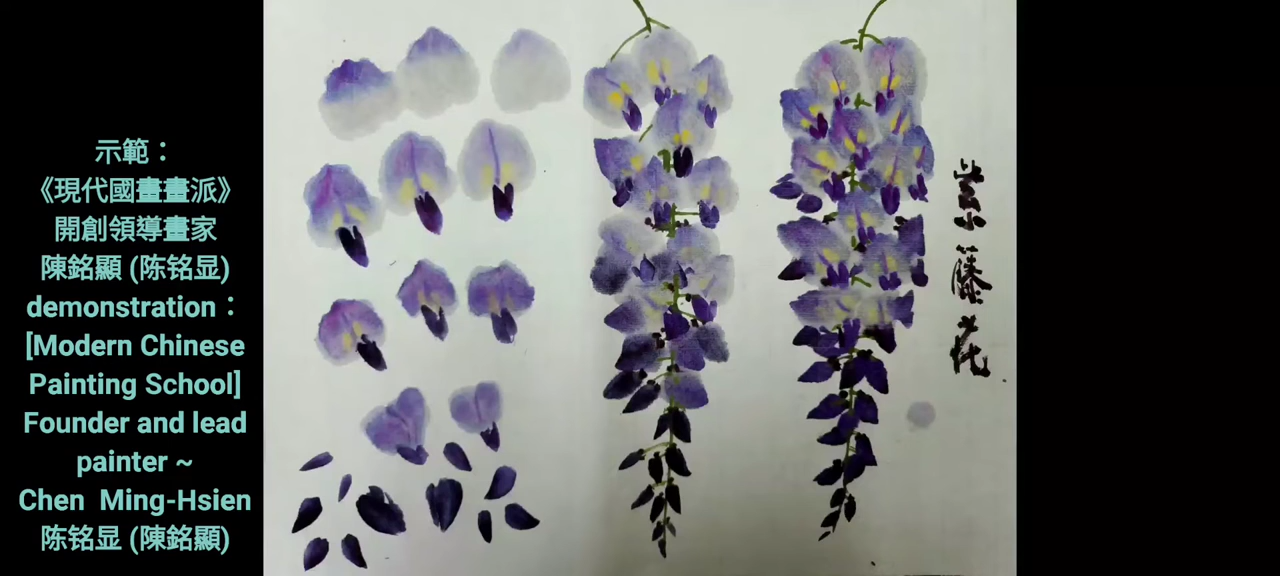 示範：
《現代國畫畫派》
開創領導畫家
陳銘顯 (陈铭显)
demonstration：
[Modern Chinese
Painting School]
Founder and lead
painter ~
Chen Ming-Hsien
陈铭显 (陳銘顯)
紫藤花